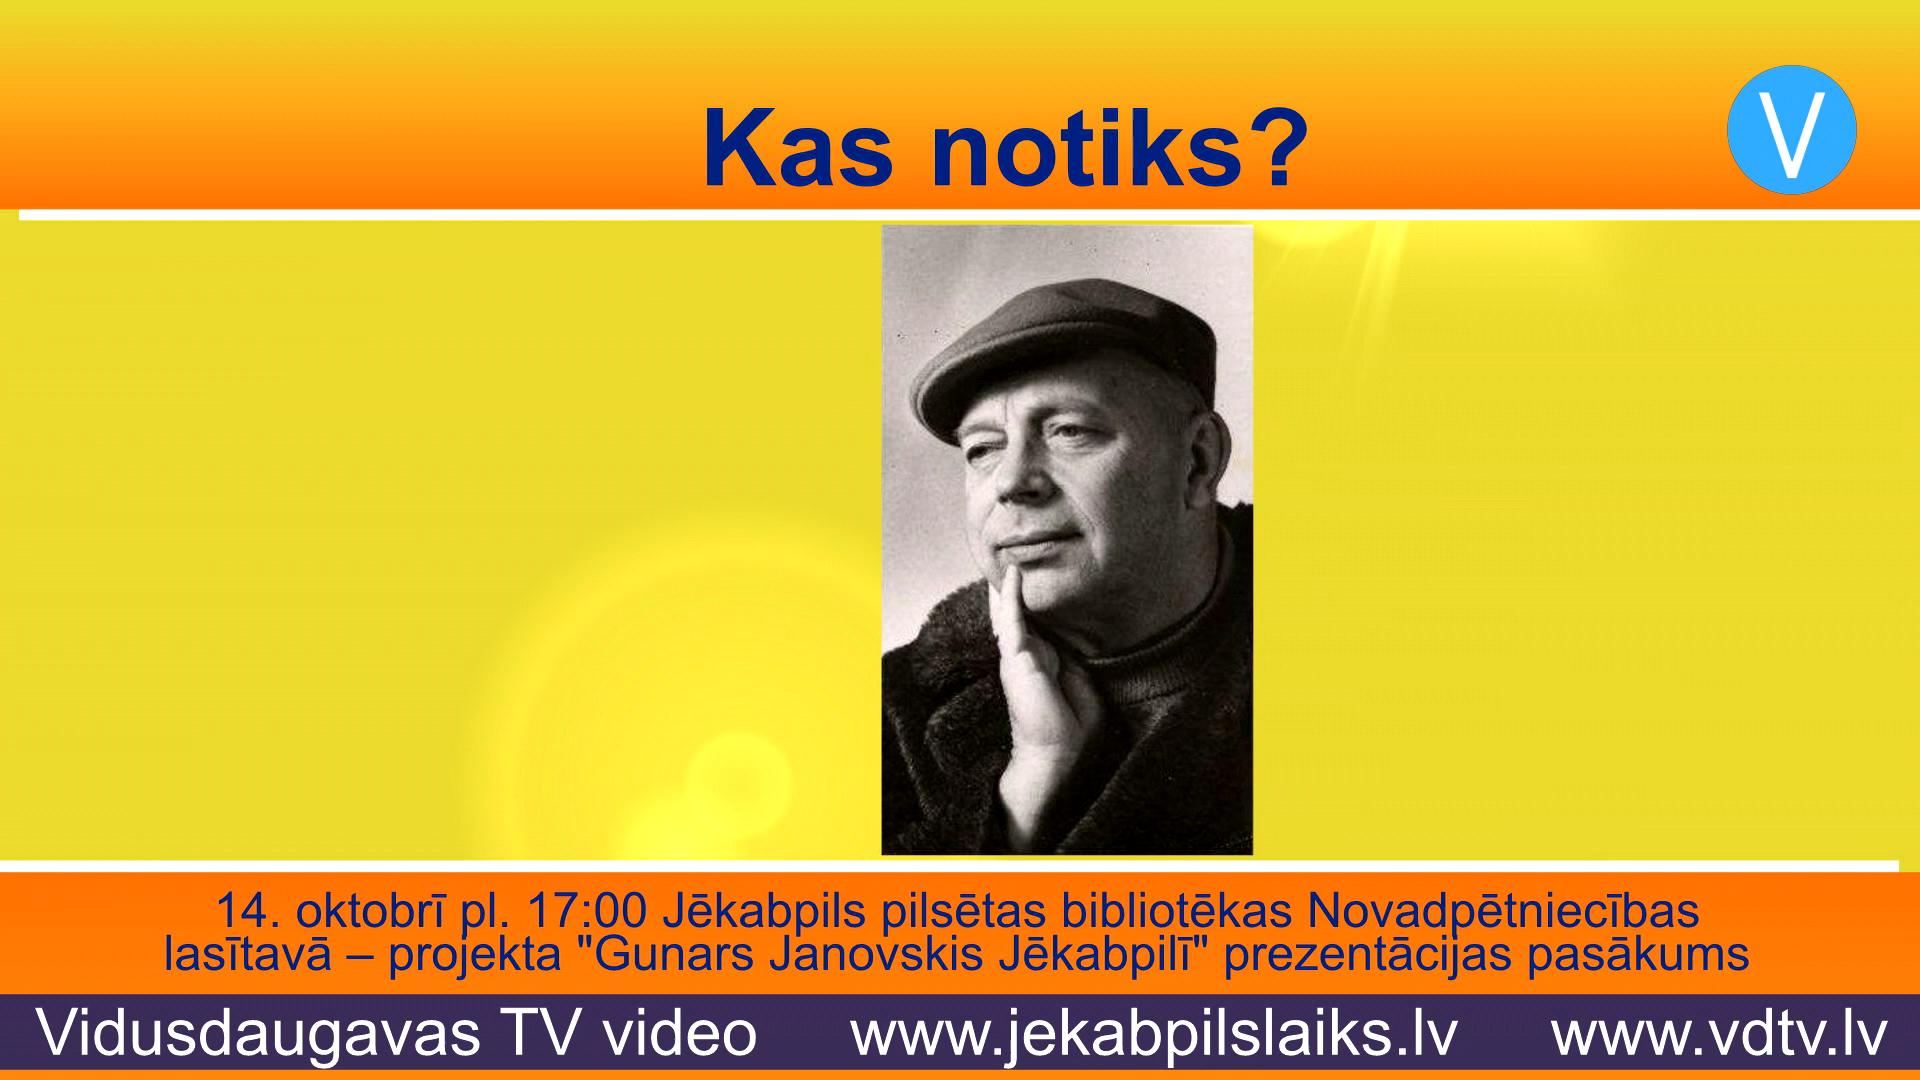 Kas notiks?
V
14. oktobrī pl. 17:00 Jēkabpils pilsētas bibliotēkas Novadpētniecības
lasītavā – projekta "Gunars Janovskis Jēkabpilī" prezentācijas pasākums
Vidusdaugavas TV video www.jekabpilslaiks.lv www.vdtv.lv